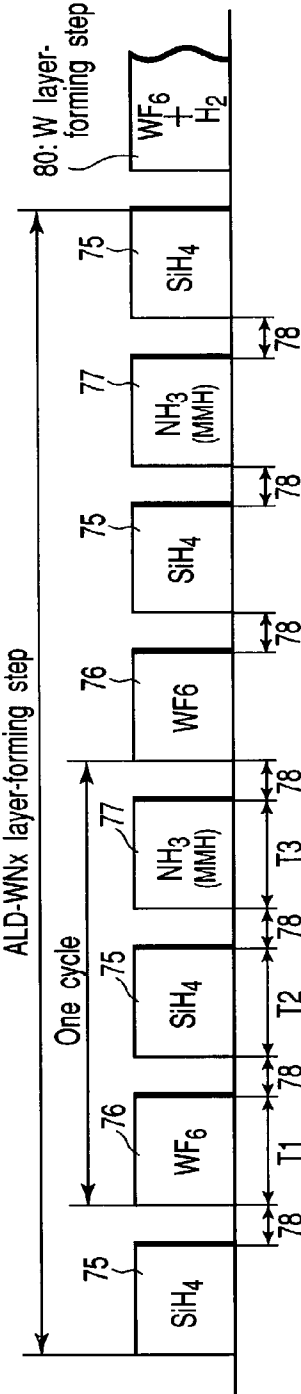 80: W layer-
forming step
ALD-WNx layer-forming step
One cycle
75
76
75
77
76
75
77
75
SiH4
WF6
SiH4
NH3
(MMH)
WF6
SiH4
NH3
(MMH)
SiH4
WF6
+
H2
78
T1
78
T2
78
T3
78
78
78
78